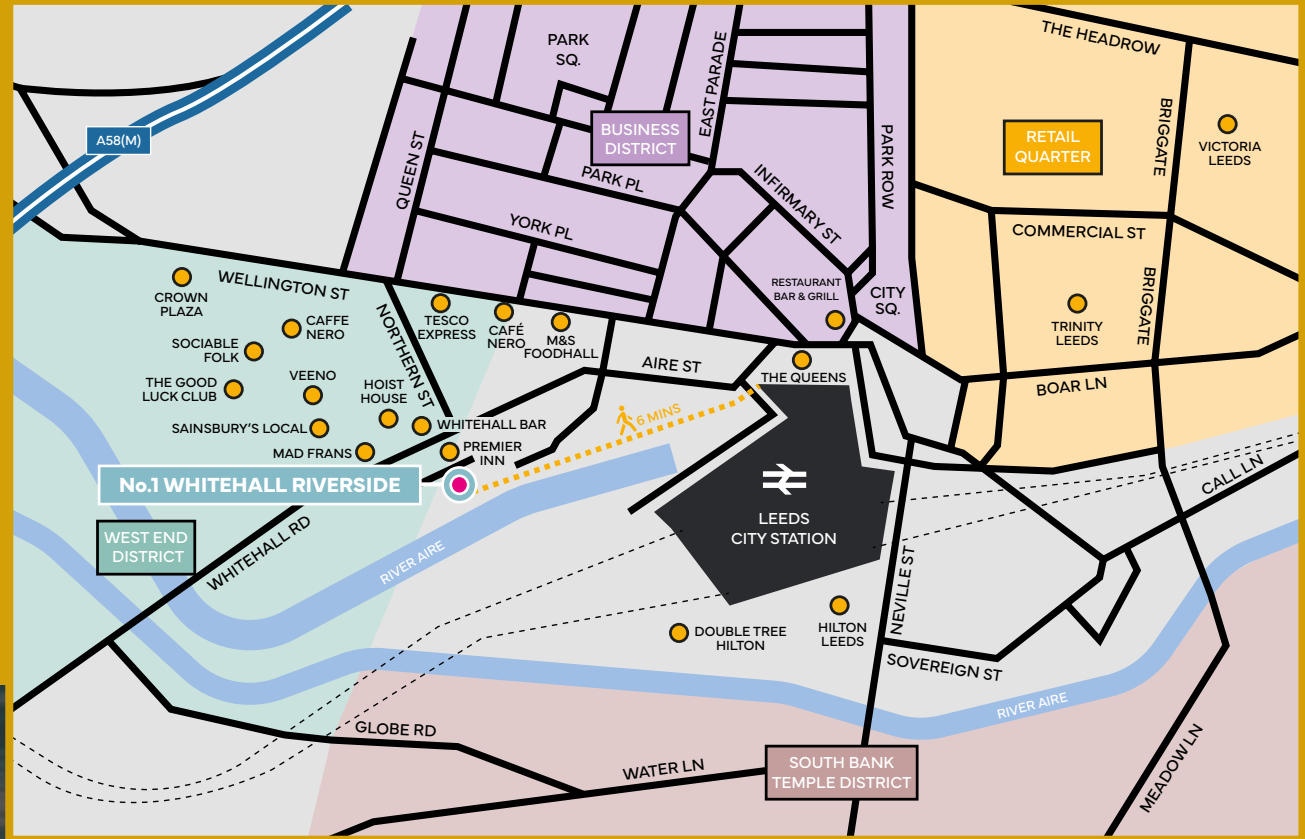 THE HEADROW
PARK
SQ.
EAST PARADE
A58(M)
BUSINESS
DISTRICT
PARK ROW
RETAIL
QUARTER
BRIGGATE
VICTORIA
LEEDS
QUEEN ST
PARK PL
INFIRMARY ST
YORK PL
COMMERCIAL ST
WELLINGTON ST
CROWN
PLAZA
NORTHERN ST
TESCO
EXPRESS
CAFÉ
NERO
M&S
FOODHALL
RESTAURANT
BAR & GRILL
CITY
SQ.
TRINITY
LEEDS
BRIGGATE
CAFFE
NERO
SOCIABLE
FOLK
VEENO
THE GOOD
LUCK CLUB
HOIST
HOUSE
AIRE ST
THE QUEENS
BOAR LN
SAINSBURY'S LOCAL
WHITEHALL BAR
6 MINS
MAD FRANS
PREMIER
INN
No.1 WHITEHALL RIVERSIDE
LEEDS
CITY STATION
CALL LN
WEST END
DISTRICT
WHITEHALL RD
RIVER AIRE
NEVILLE ST
DOUBLE TREE
HILTON
HILTON
LEEDS
SOVEREIGN ST
RIVER AIRE
GLOBE RD
WATER LN
SOUTH BANK
TEMPLE DISTRICT
MEADOW LN